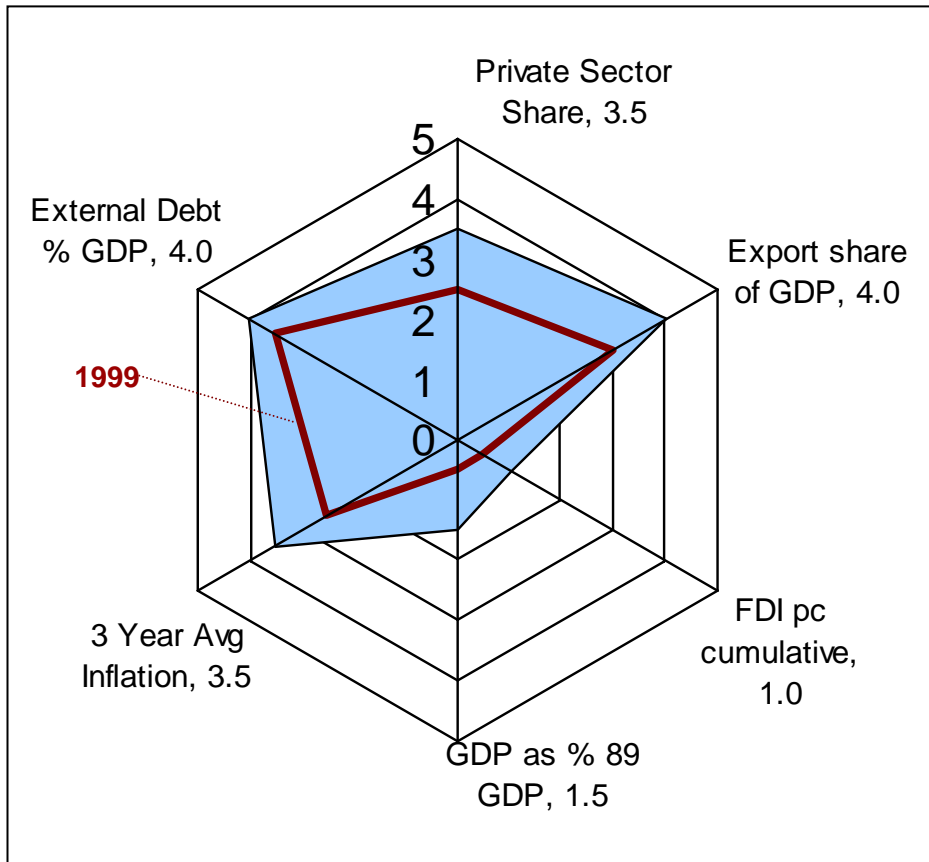 Private Sector
Share, 3.5
5
4
3
2
1
0
External Debt
% GDP, 4.0
Export share
of GDP, 4.0
1999
3 Year Avg
Inflation, 3.5
FDI pc
cumulative,
1.0
GDP as % 89
GDP, 1.5